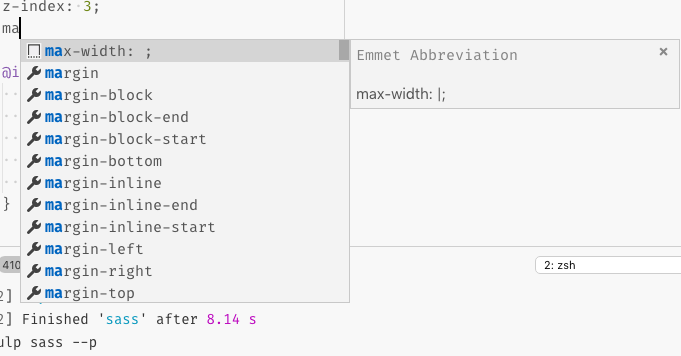 z-index: 3;
ma
max-width: ;
Emmet Abbreviation ×
max-width: |;
@i
margin
margin-block
margin-block-end
margin-block-start
margin-bottom
margin-inline
margin-inline-end
margin-inline-start
margin-left
margin-right
margin-top
}
410
2: zsh
2]
2] Finished 'sass' after 8.14 s
ulp sass --p